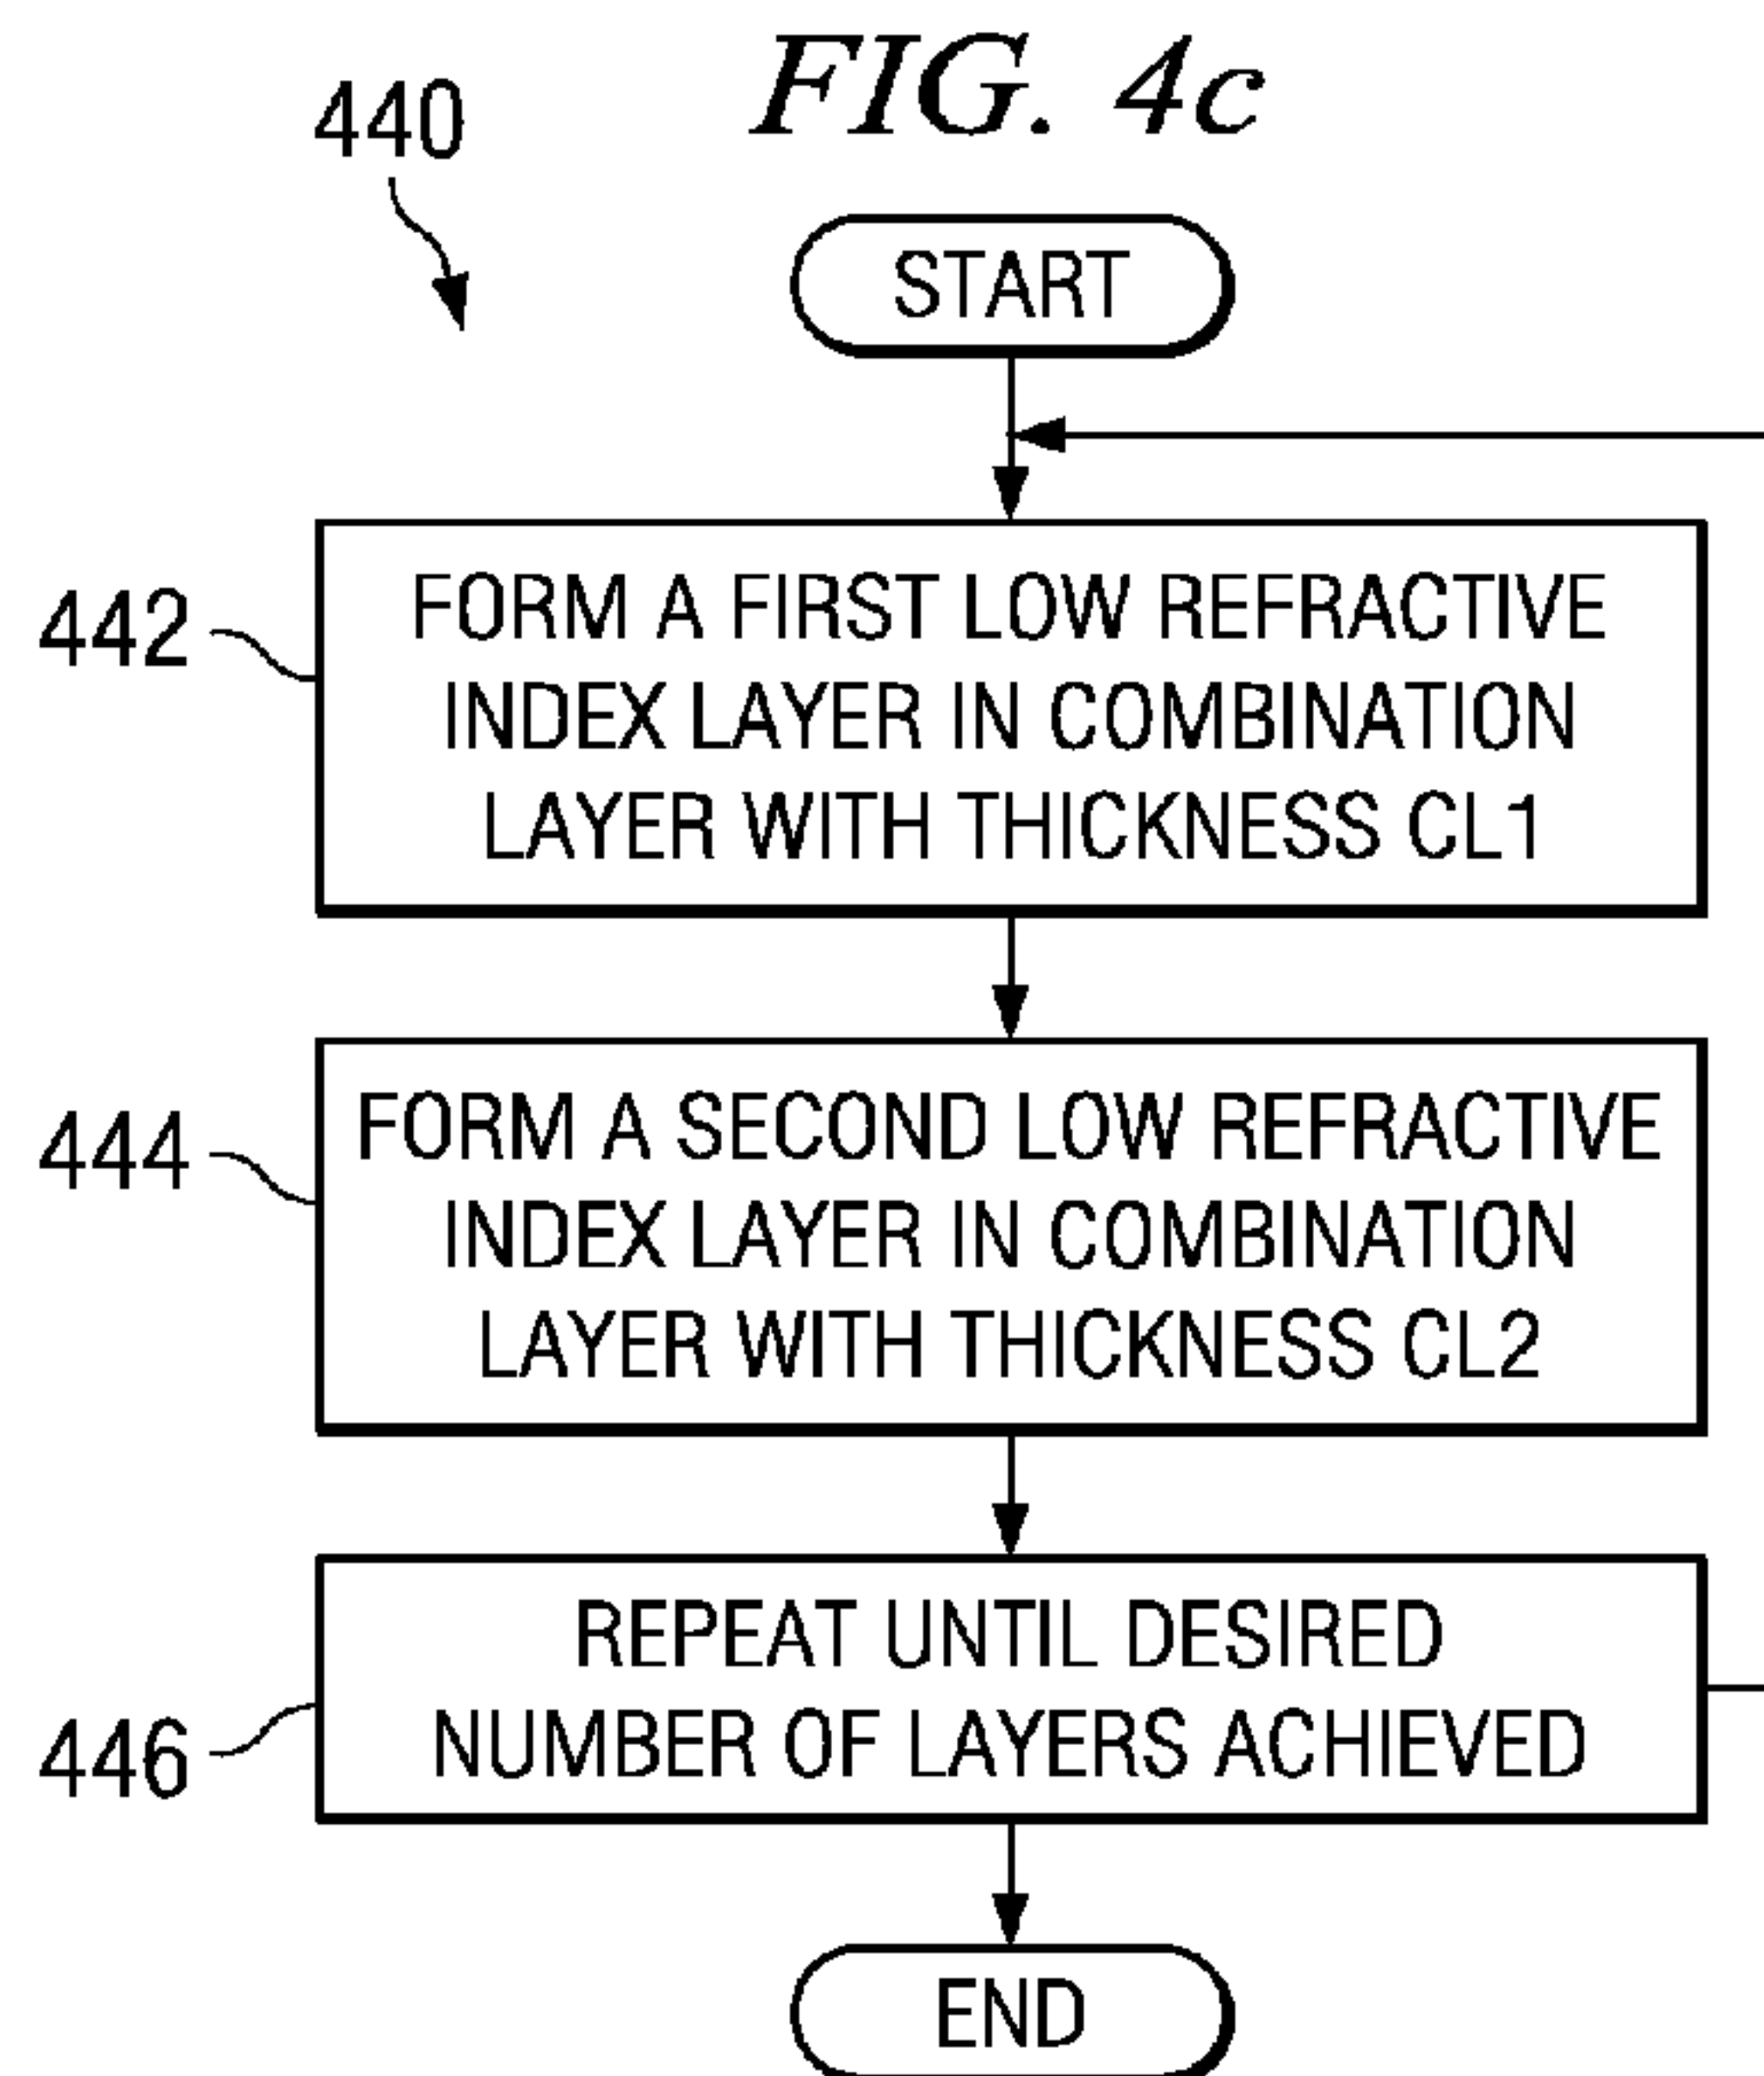 FIG. 4c
440
START
442
FORM A FIRST LOW REFRACTIVE
INDEX LAYER IN COMBINATION
LAYER WITH THICKNESS CL1
444
FORM A SECOND LOW REFRACTIVE
INDEX LAYER IN COMBINATION
LAYER WITH THICKNESS CL2
446
REPEAT UNTIL DESIRED
NUMBER OF LAYERS ACHIEVED
END